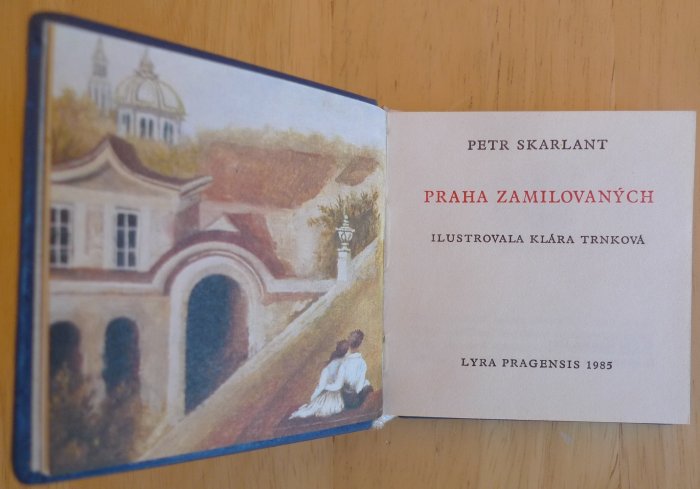 PETR SKARLANT
PRAHA ZAMILOVANÝCH
ILUSTROVALA KLÁRA TRNKOVÁ
LYRA PRAGENSIS 1985